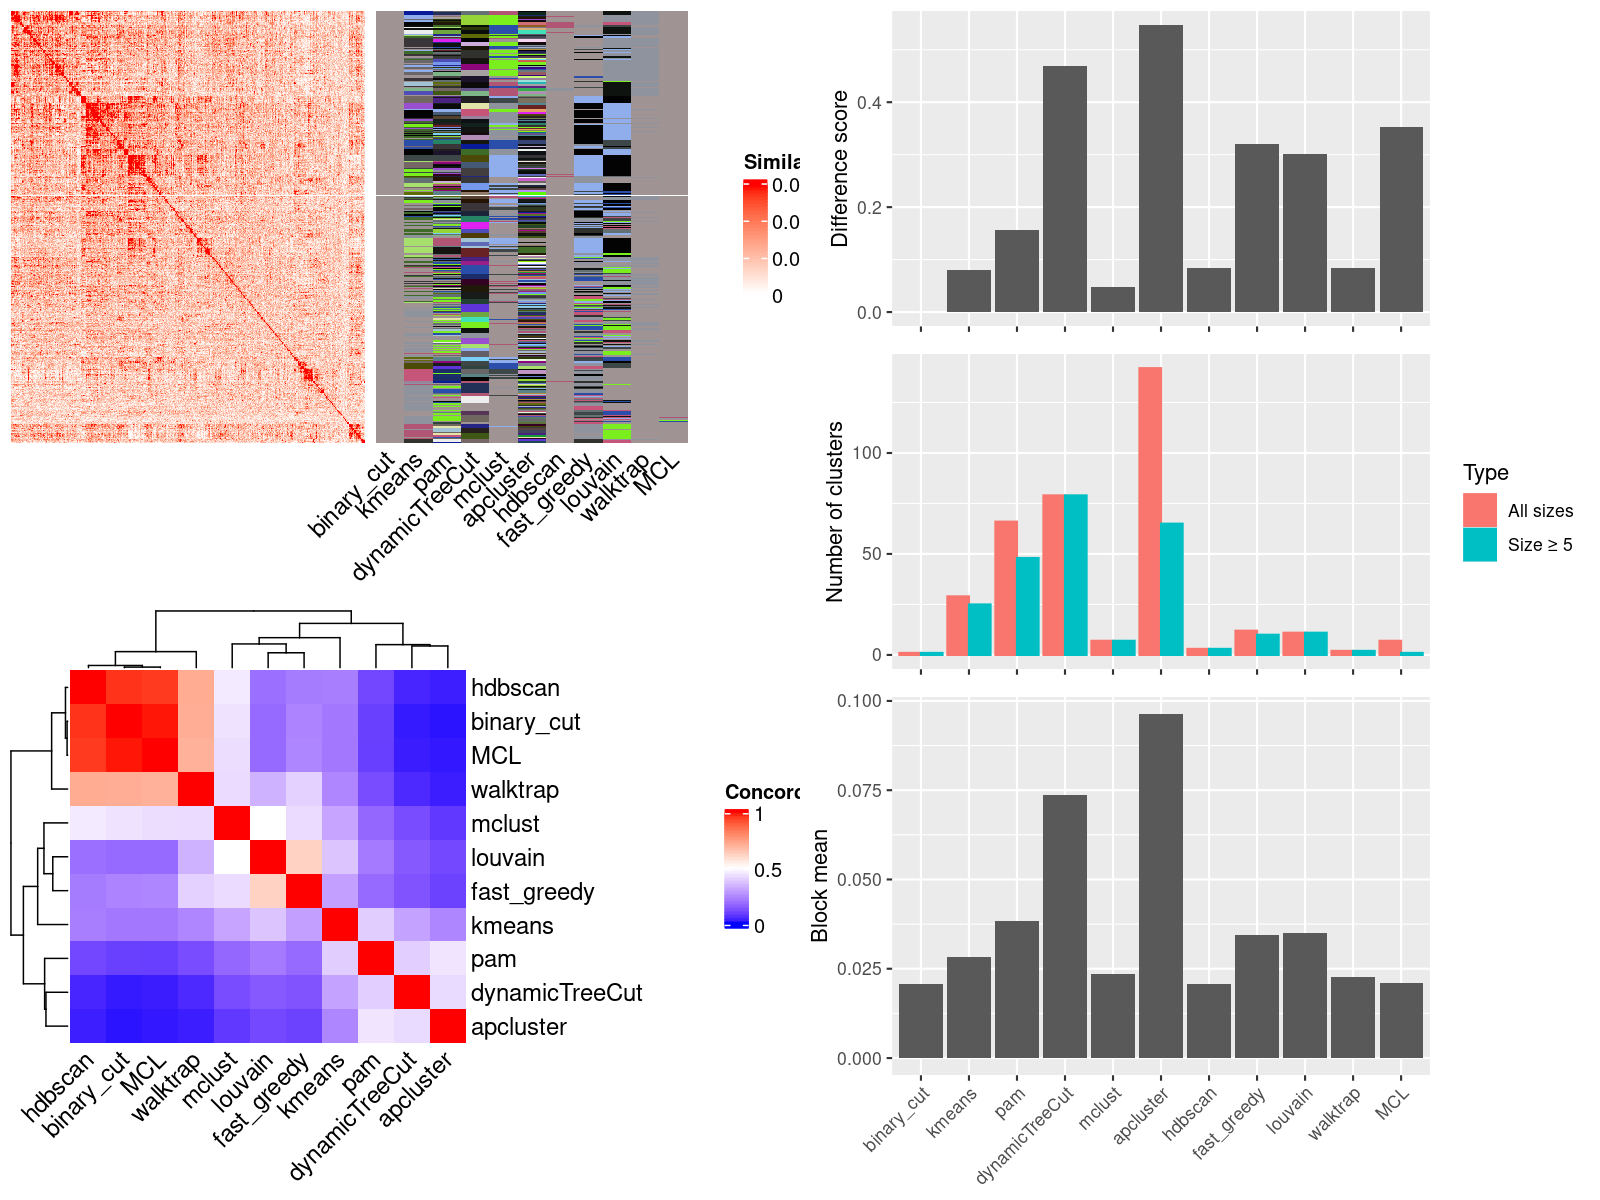 Simila
0.0
0.0
0.0
0
binary_cut
kmeans
pam
dynamicTreeCut
mclust
apcluster
hdbscan
fast_greedy
louvain
walktrap
MCL
Difference score
0.4
0.2
0.0
Number of clusters
100
50
0
Type
All sizes
Size ≥ 5
hdbscan
binary_cut
MCL
walktrap
mclust
louvain
fast_greedy
kmeans
pam
dynamicTreeCut
apcluster
hdbscan
binary_cut
MCL
walktrap
mclust
louvain
fast_greedy
kmeans
pam
dynamicTreeCut
apcluster
Concord
1
0.5
0
Block mean
0.100
0.075
0.050
0.025
0.000
binary_cut
kmeans
pam
dynamicTreeCut
mclust
apcluster
hdbscan
fast_greedy
louvain
walktrap
MCL